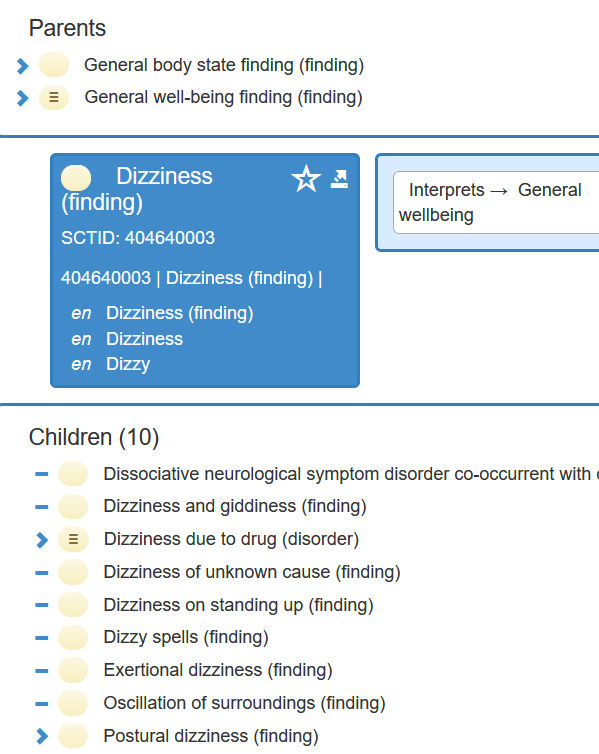 Parents
General body state finding (finding)
General well-being finding (finding)
Dizziness
(finding)
SCTID: 404640003
404640003 | Dizziness (finding) |
en Dizziness (finding)
en Dizziness
en Dizzy
Interprets → General
wellbeing
Children (10)
Dissociative neurological symptom disorder co-occurrent with
Dizziness and giddiness (finding)
Dizziness due to drug (disorder)
Dizziness of unknown cause (finding)
Dizziness on standing up (finding)
Dizzy spells (finding)
Exertional dizziness (finding)
Oscillation of surroundings (finding)
Postural dizziness (finding)